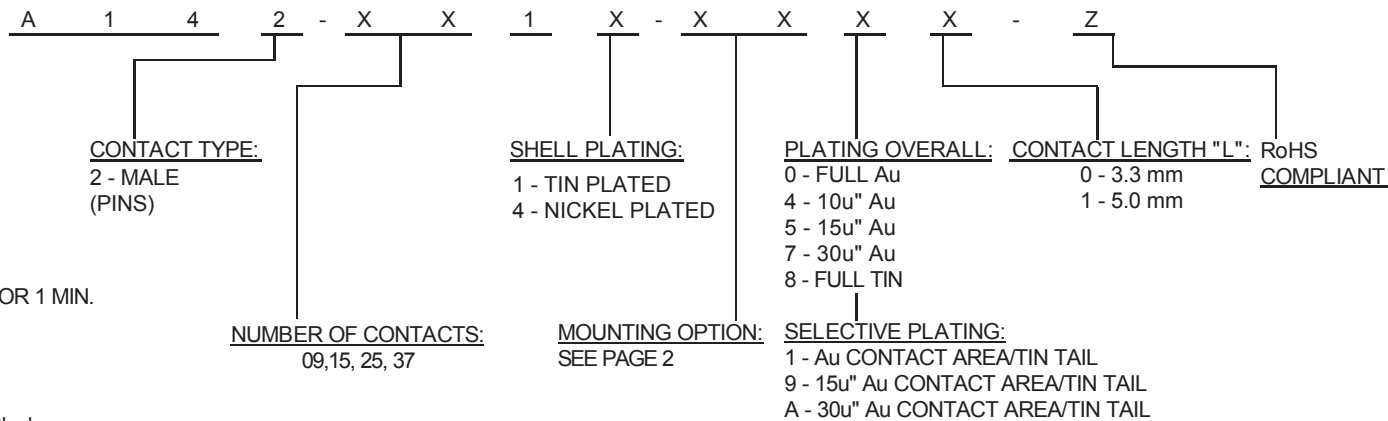 A 1 4 2 - X X 1 X - X X X X - Z
CONTACT TYPE:
2 - MALE
(PINS)
SHELL PLATING:
1 - TIN PLATED
4 - NICKEL PLATED
PLATING OVERALL:
0 - FULL Au
4 - 10u" Au
5 - 15u" Au
7 - 30u" Au
8 - FULL TIN
CONTACT LENGTH "L":
0 - 3.3 mm
1 - 5.0 mm
RoHS
COMPLIANT
OR 1 MIN.
NUMBER OF CONTACTS:
09,15, 25, 37
MOUNTING OPTION:
SEE PAGE 2
SELECTIVE PLATING:
1 - Au CONTACT AREA/TIN TAIL
9 - 15u" Au CONTACT AREA/TIN TAIL
A - 30u" Au CONTACT AREA/TIN TAIL